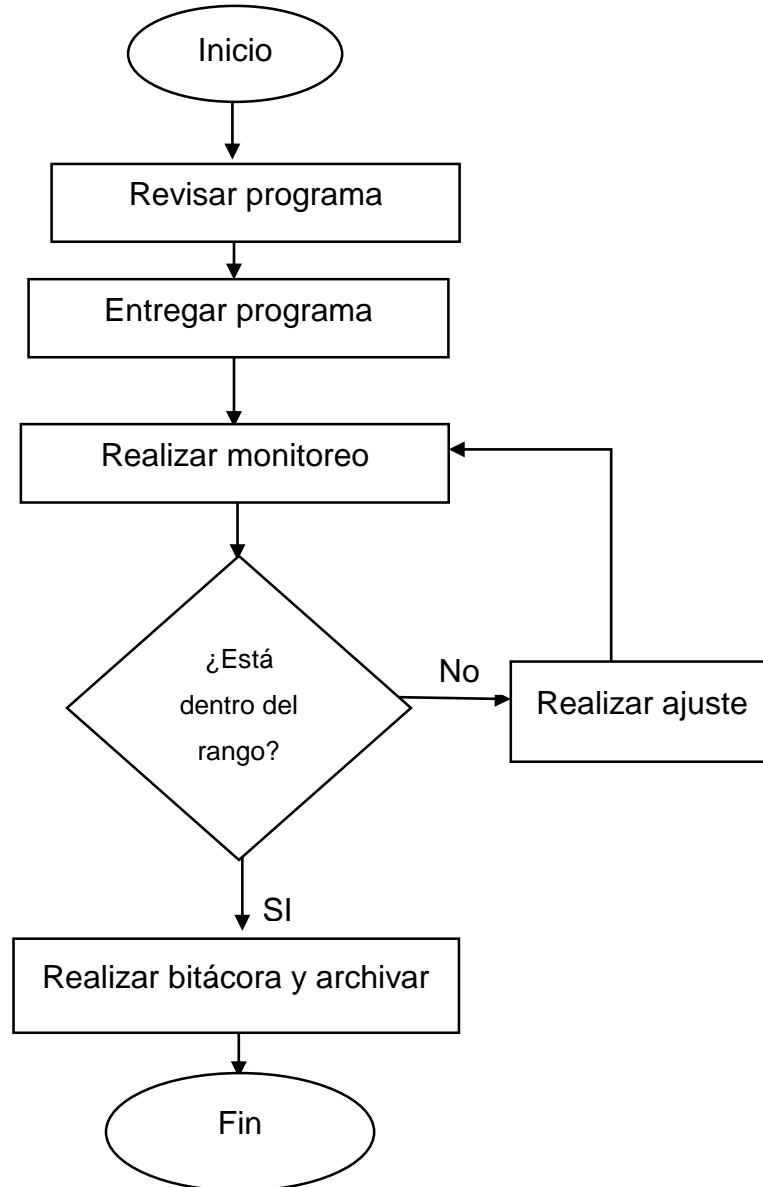 Inicio
Revisar programa
Entregar programa
Realizar monitoreo
¿Está
dentro del
rango?
No
Realizar ajuste
SI
Realizar bitácora y archivar
Fin